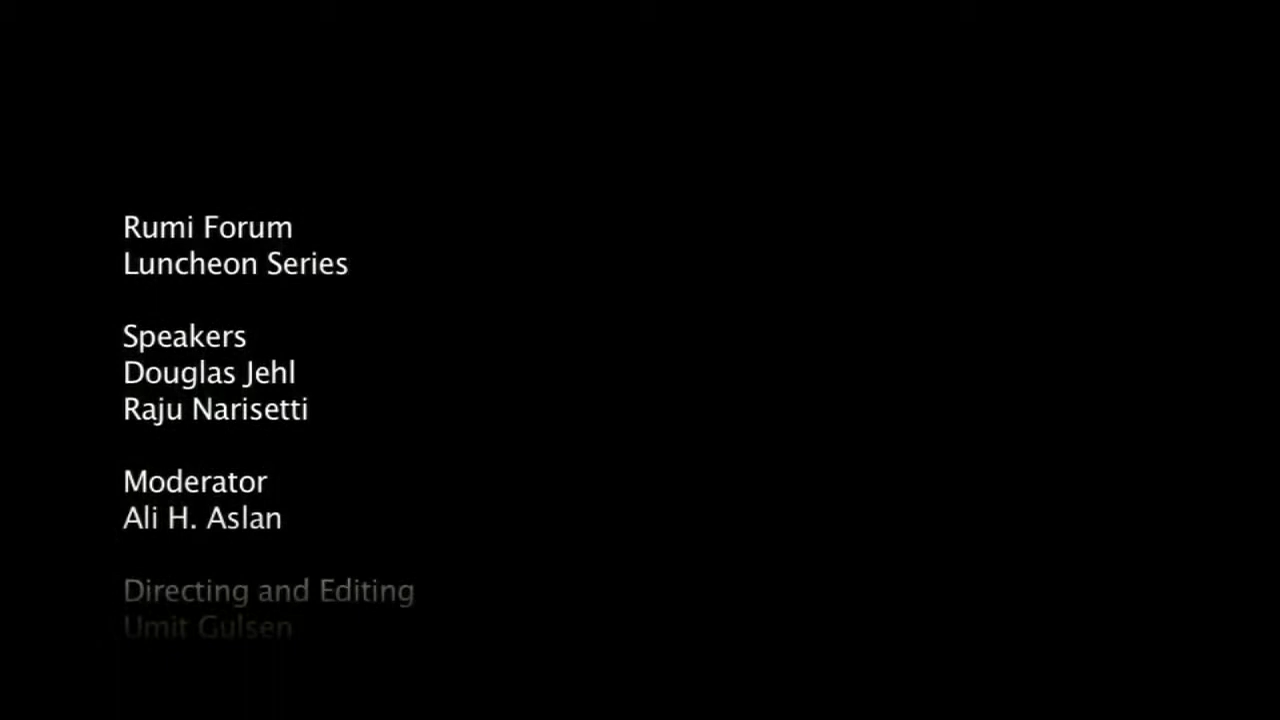 Rumi Forum
Luncheon Series
Speakers
Douglas Jehl
Raju Narisetti
Moderator
Ali H. Aslan
Directing and Editing
Umit Gulsen